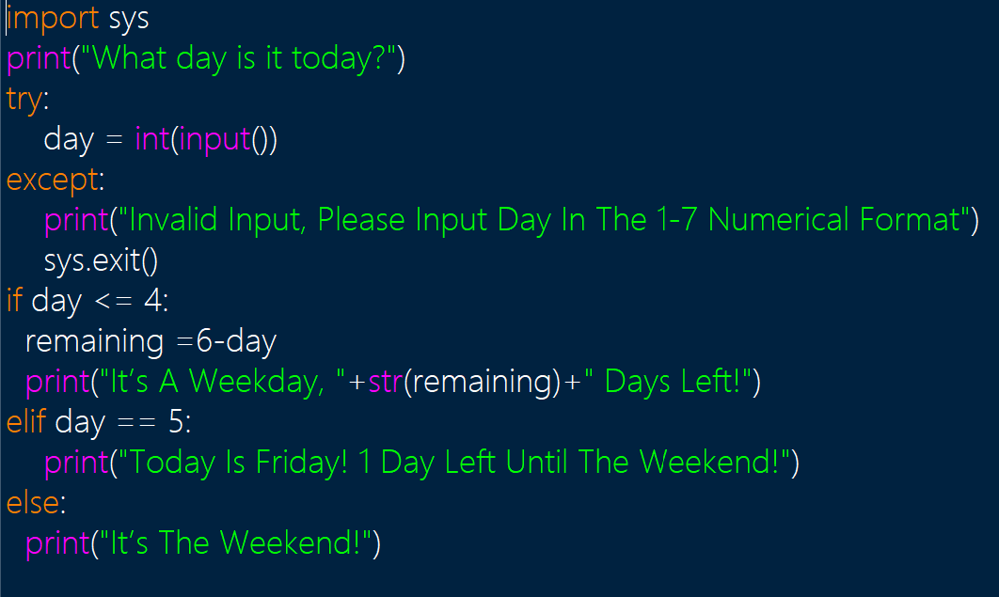 import sys
print("What day is it today?")
try:
    day = int(input())
except:
    print("Invalid Input, Please Input Day In The 1-7 Numerical Format")
    sys.exit()
if day <= 4:
  remaining =6-day
  print("It’s A Weekday, "+str(remaining)+" Days Left!")
elif day == 5:
    print("Today Is Friday! 1 Day Left Until The Weekend!")
else:
  print("It’s The Weekend!")